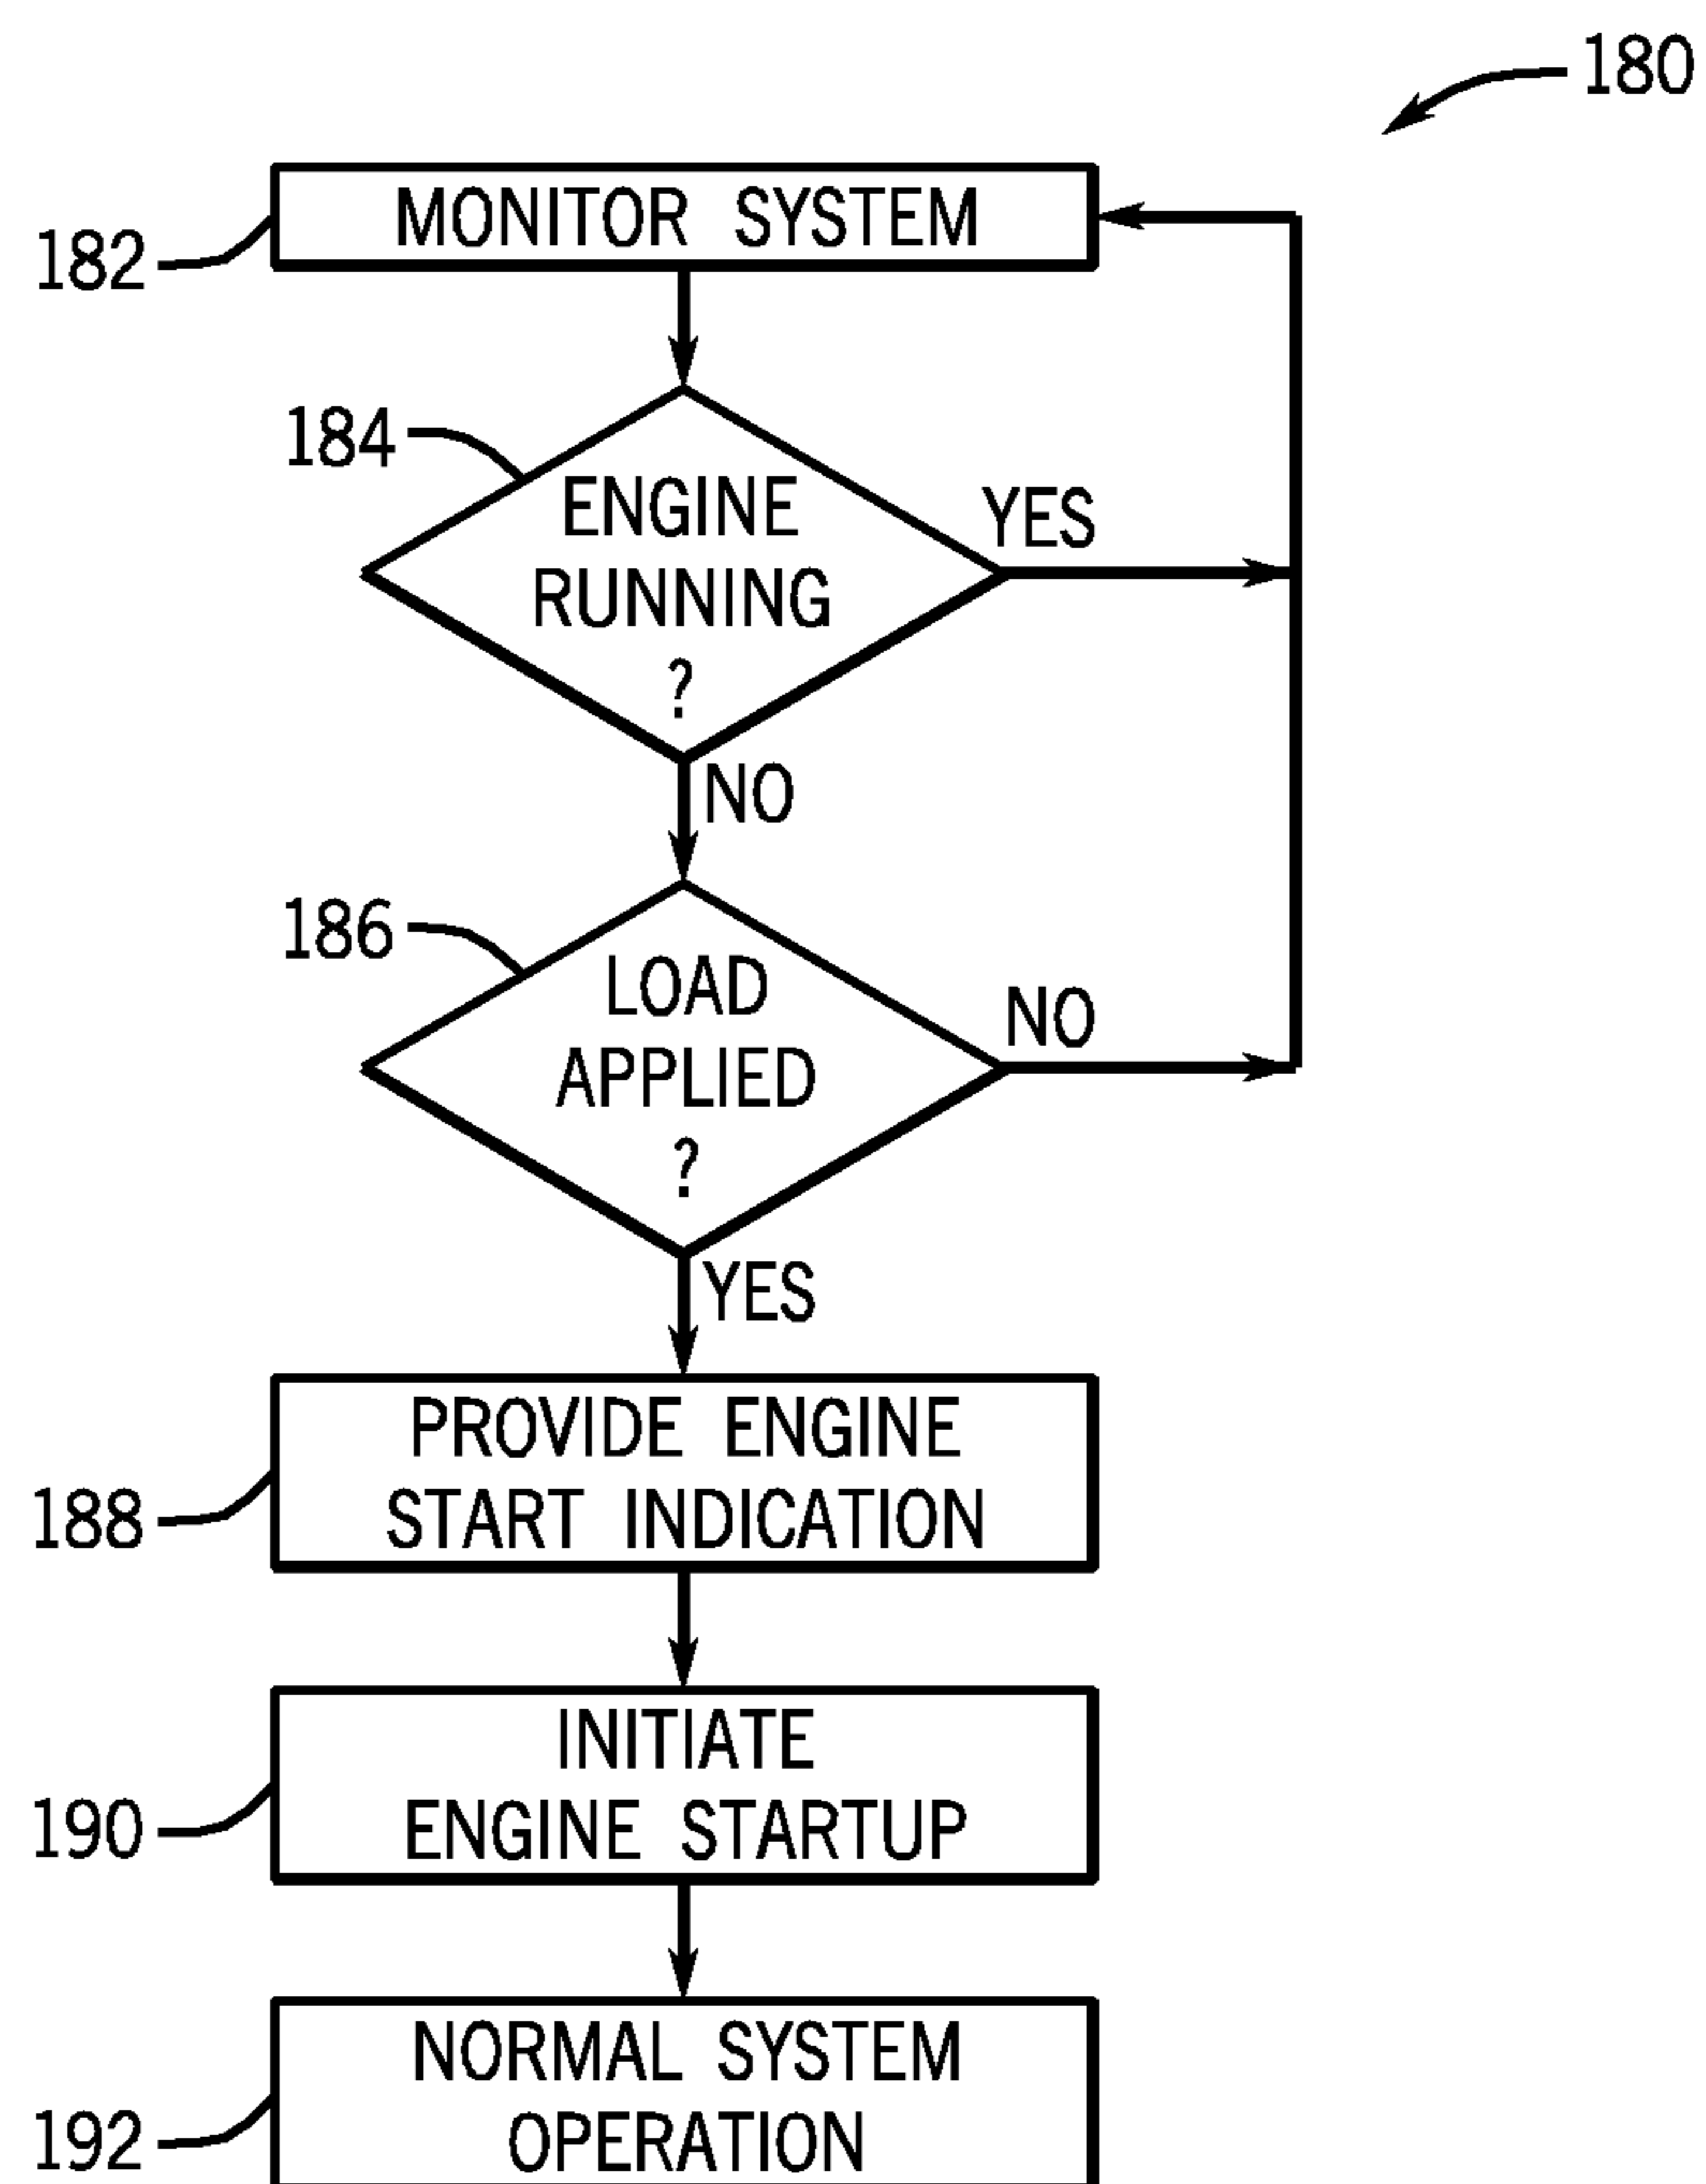 180
MONITOR SYSTEM
182
184
ENGINE
RUNNING
?
YES
NO
186
LOAD
APPLIED
?
NO
YES
PROVIDE ENGINE
START INDICATION
188
INITIATE
ENGINE STARTUP
190
NORMAL SYSTEM
OPERATION
192